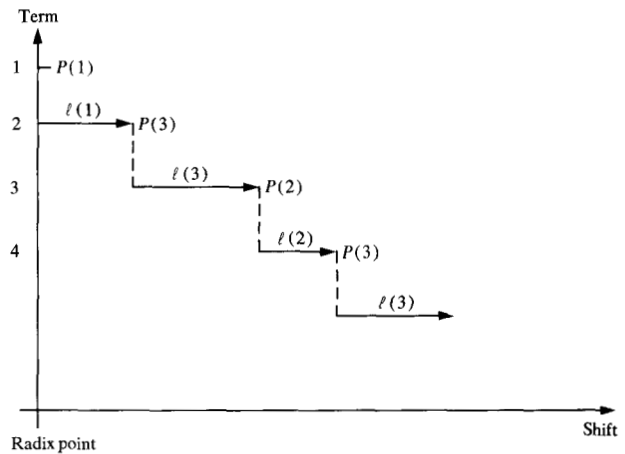 Term
1 P(1)
ℓ(1)
2 P(3)
ℓ(3)
3 P(2)
ℓ(2)
4 P(3)
ℓ(3)
Shift
Radix point